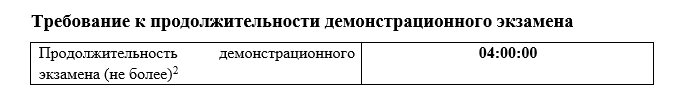 Требование к продолжительности демонстрационного экзамена
Продолжительность демонстрационного 04:00:00
экзамена (не более)²